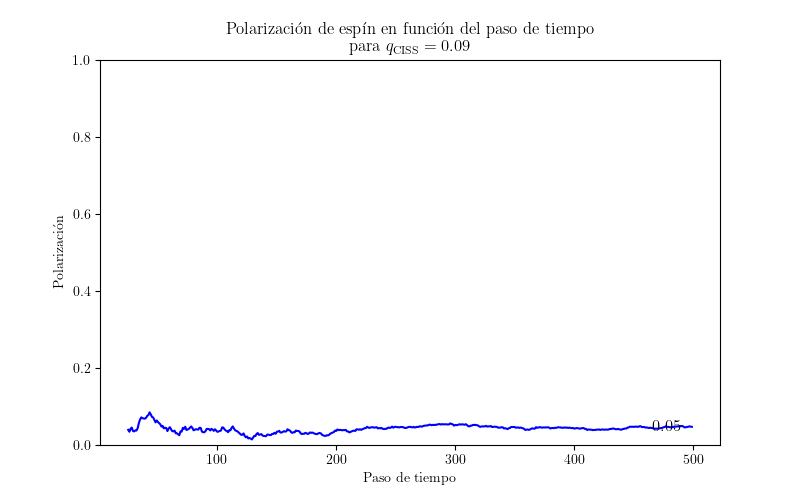 Polarización de espín en función del paso de tiempo
para $q_{\mathrm{CISS}} = 0.09$
1.0
0.8
0.6
0.4
0.2
0.0
Polarización
0.05
100 200 300 400 500
Paso de tiempo